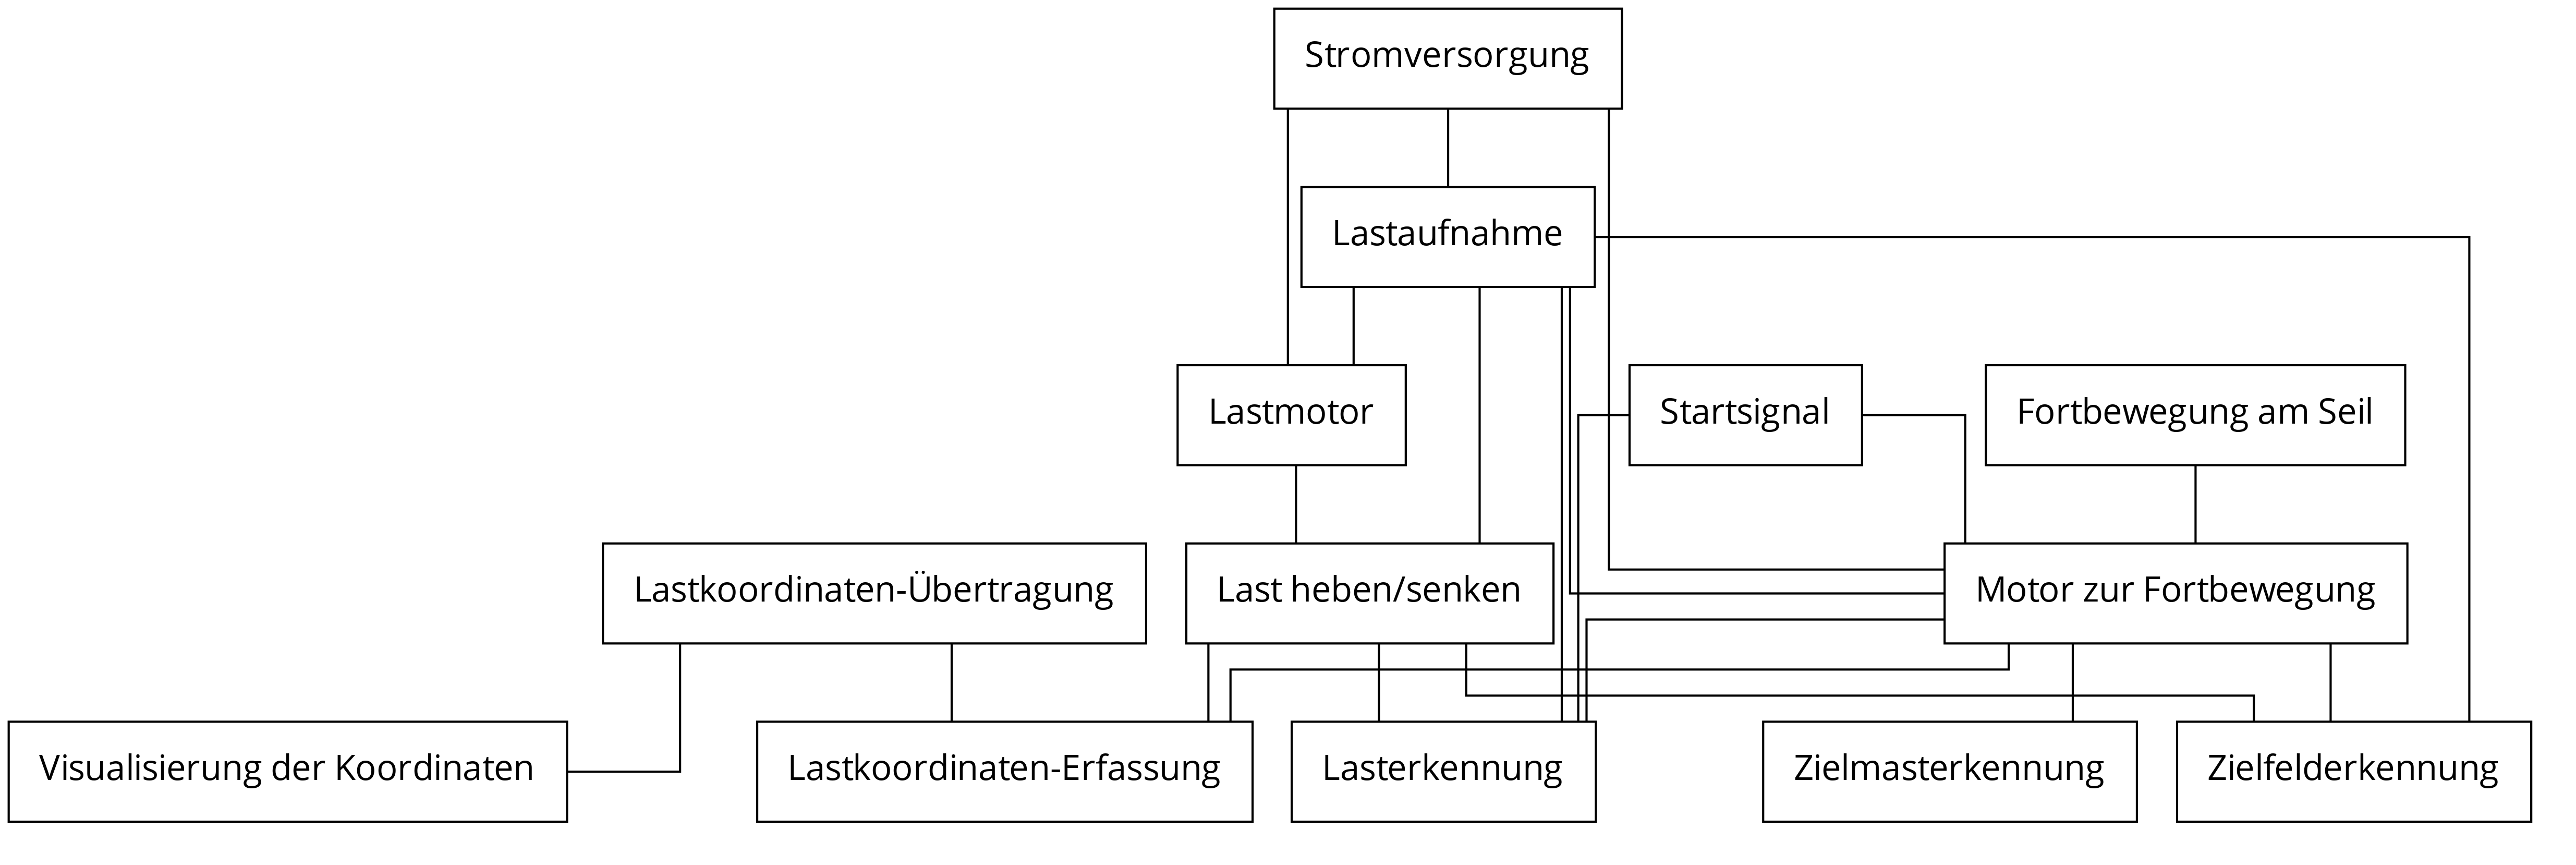 Stromversorgung
Lastaufnahme
Lastmotor
Startsignal
Fortbewegung am Seil
Lastkoordinaten-Übertragung
Last heben/senken
Motor zur Fortbewegung
Visualisierung der Koordinaten
Lastkoordinaten-Erfassung
Lasterkennung
Zielmasterkennung
Zielfelderkennung